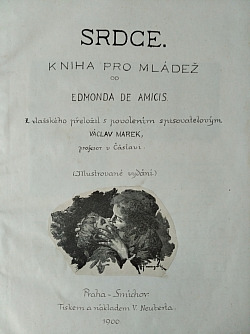 SRDCE.
KNIHA PRO MLÁDEŽ
OD
EDMONDA DE AMICIS.
Z vlašského přeložil s povolením spisovatelovým
VÁCLAV MAREK,
professor v Čáslavi.
(Illustrované vydání.)
Praha-Smíchov.
Tiskem a nákladem V. Neuberta.
1900